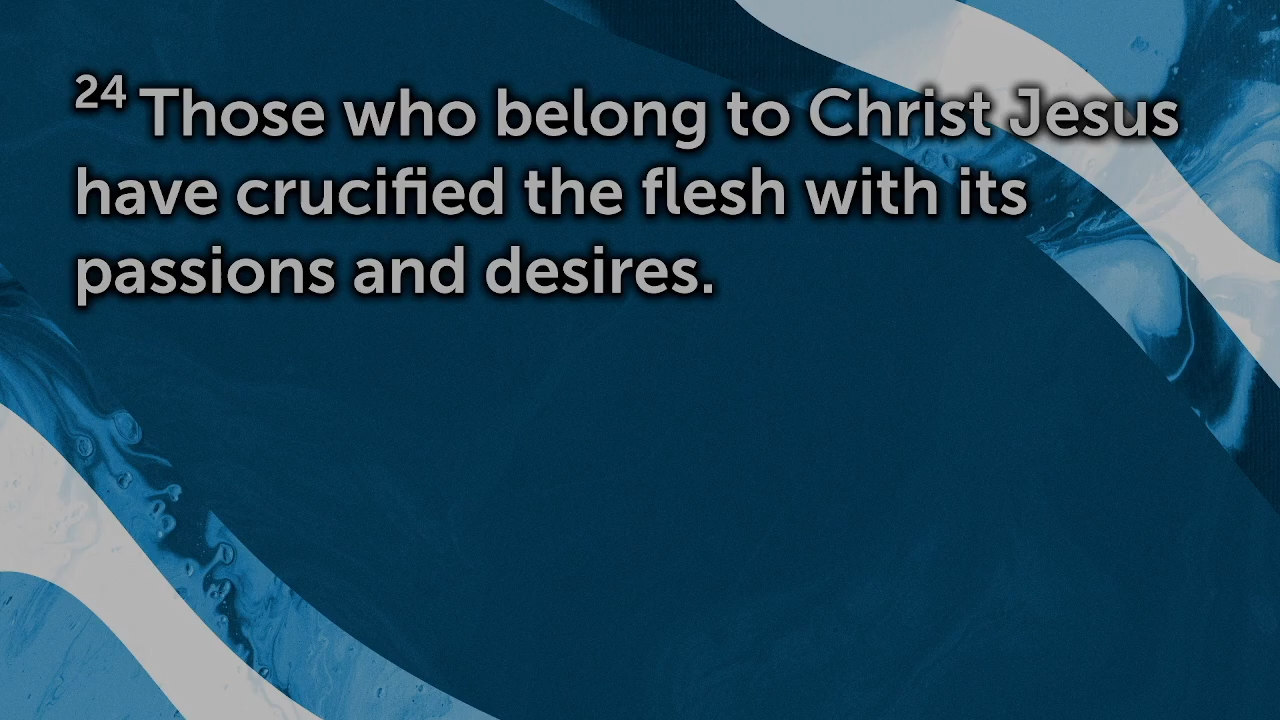 24 Those who belong to Christ Jesus
have crucified the flesh with its
passions and desires.